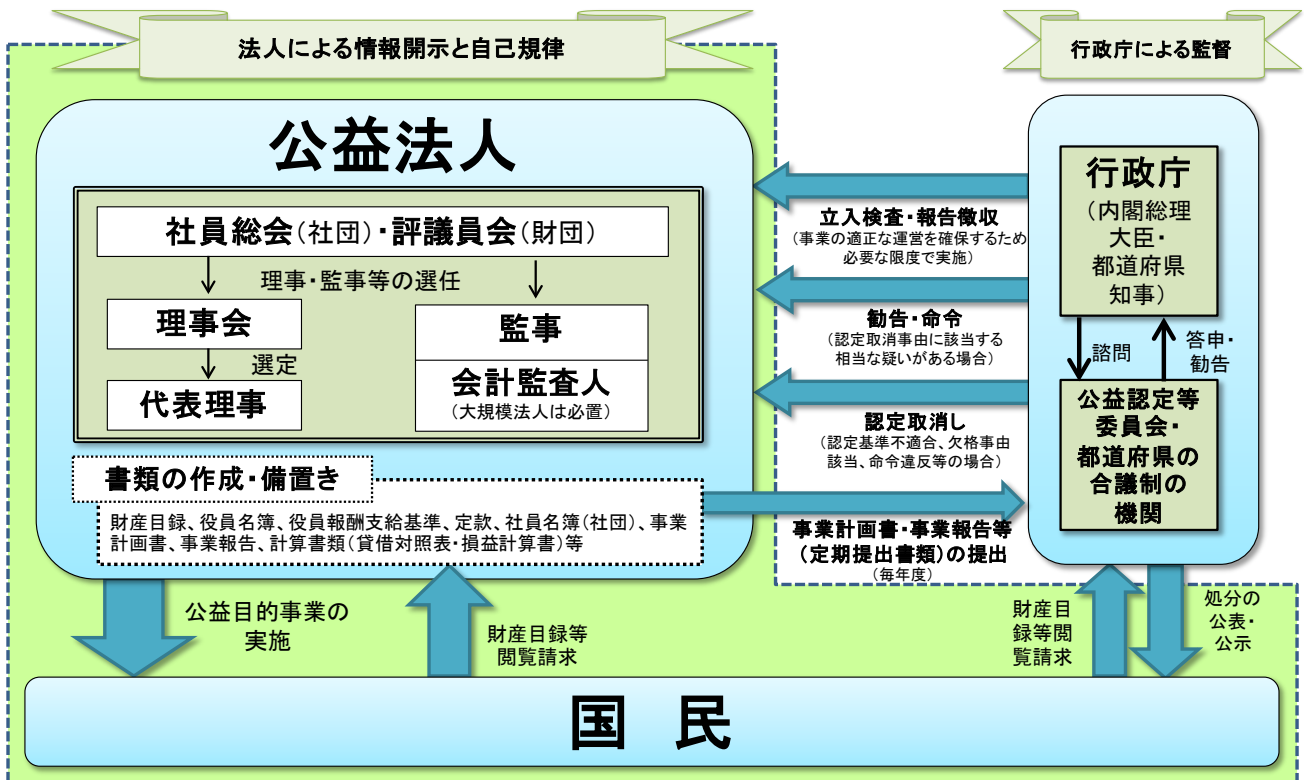 法人による情報開示と自己規律
行政庁による監督
公益法人
社員総会(社団)・評議員会(財団)
理事・監事等の選任
理事会
選定
代表理事
監事
会計監査人
(大規模法人は必置)
書類の作成・備置き
財産目録、役員名簿、役員報酬支給基準、定款、社員名簿(社団)、事業
計画書、事業報告、計算書類(貸借対照表・損益計算書)等
立入検査・報告徴収
(事業の適正な運営を確保するため
必要な限度で実施)
勧告・命令
(認定取消事由に該当する
相当な疑いがある場合)
認定取消し
(認定基準不適合、欠格事由
該当、命令違反等の場合)
事業計画書・事業報告等
(定期提出書類)の提出
(毎年度)
行政庁
(内閣総理
大臣・
都道府県
知事)
諮問
答申・
勧告
公益認定等
委員会・
都道府県の
合議制の
機関
公益目的事業の
実施
財産目録等
閲覧請求
財産目
録等閲
覧請求
処分の
公表・
公示
国 民